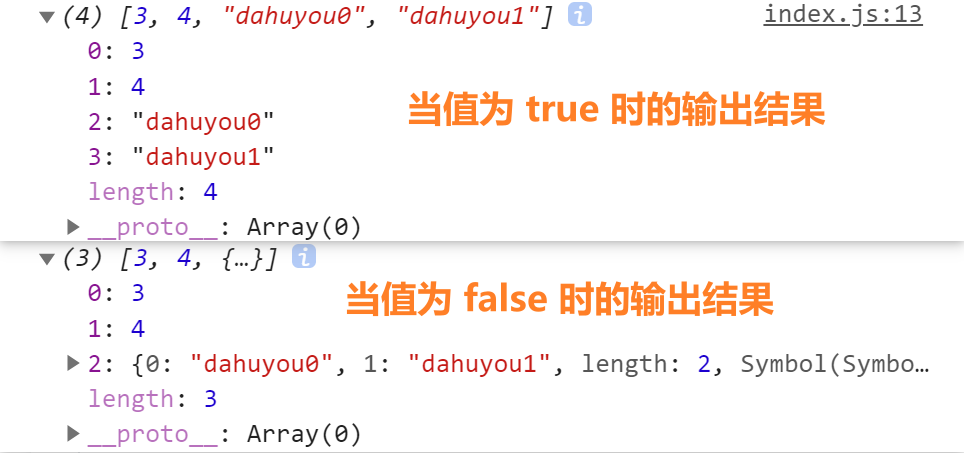 (4) [3, 4, "dahuyou0", "dahuyou1"] i index.js:13
0: 3
1: 4
当值为 true 时的输出结果
2: "dahuyou0"
3: "dahuyou1"
length: 4
__proto__: Array(0)
(3) [3, 4, {…}] i
0: 3
当值为 false 时的输出结果
1: 4
2: {0: "dahuyou0", 1: "dahuyou1", length: 2, Symbol(Symbo…
length: 3
__proto__: Array(0)